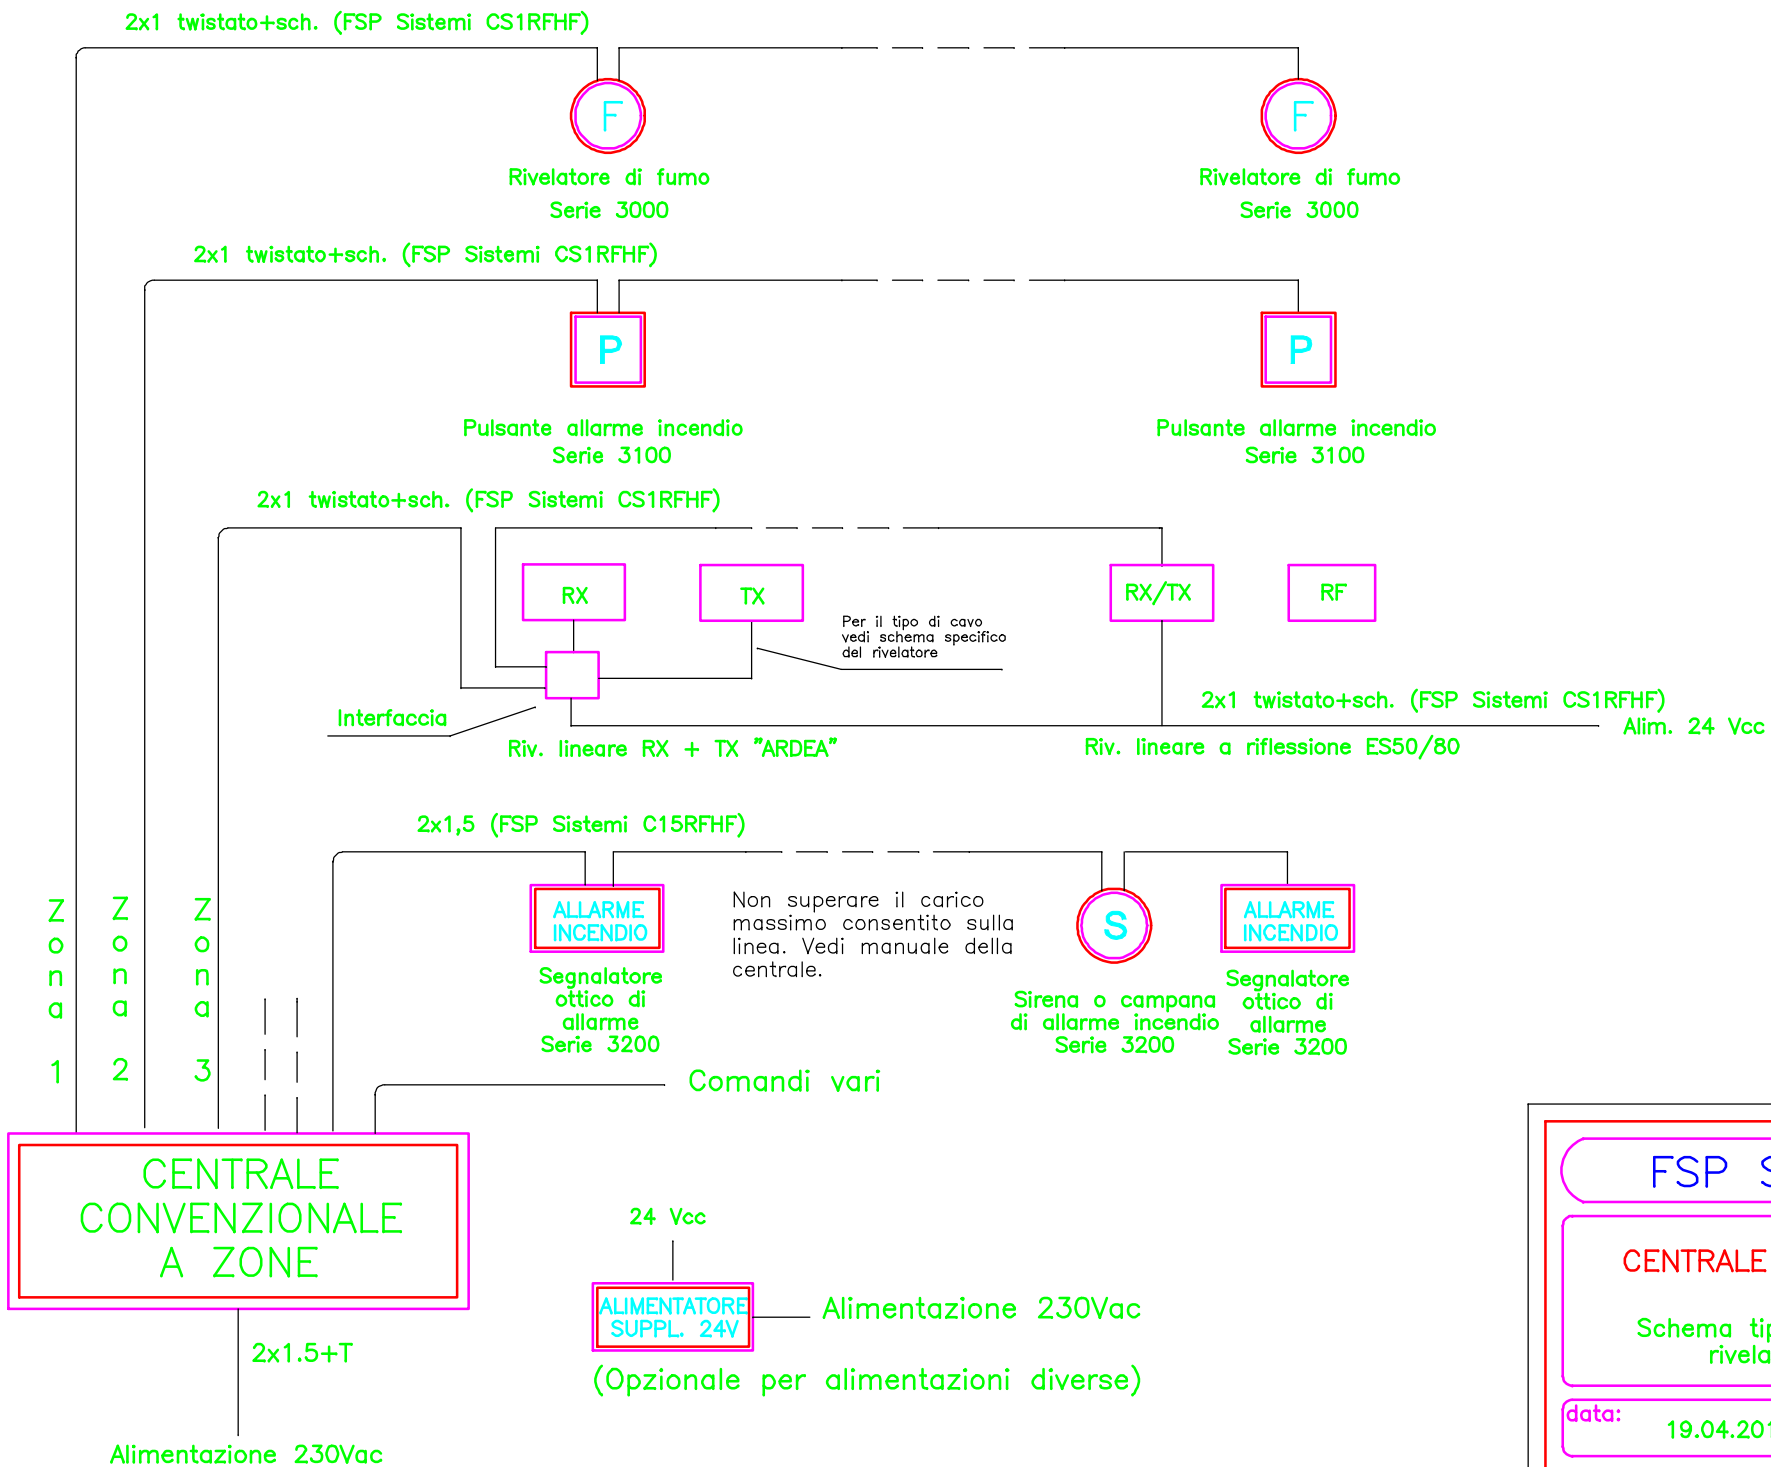 2x1 twistato+sch. (FSP Sistemi CS1RFHF)
F
F
Rivelatore di fumo
Serie 3000
Rivelatore di fumo
Serie 3000
2x1 twistato+sch. (FSP Sistemi CS1RFHF)
P
P
Pulsante allarme incendio
Serie 3100
Pulsante allarme incendio
Serie 3100
2x1 twistato+sch. (FSP Sistemi CS1RFHF)
RX
TX
RX/TX
RF
Per il tipo di cavo
vedi schema specifico
del rivelatore
Interfaccia
2x1 twistato+sch. (FSP Sistemi CS1RFHF)
Alim. 24 Vcc
Riv. lineare RX + TX "ARDEA"
Riv. lineare a riflessione ES50/80
2x1,5 (FSP Sistemi C15RFHF)
ALLARME
INCENDIO
Segnalatore
ottico di
allarme
Serie 3200
Non superare il carico
massimo consentito sulla
linea. Vedi manuale della
centrale.
S
Sirena o campana
di allarme incendio
Serie 3200
ALLARME
INCENDIO
Segnalatore
ottico di
allarme
Serie 3200
Zona 1
Zona 2
Zona 3
Comandi vari
CENTRALE
CONVENZIONALE
A ZONE
2x1.5+T
Alimentazione 230Vac
24 Vcc
ALIMENTATORE
SUPPL. 24V
Alimentazione 230Vac
(Opzionale per alimentazioni diverse)
FSP
CENTRALE
Schema
data:
19.04.201